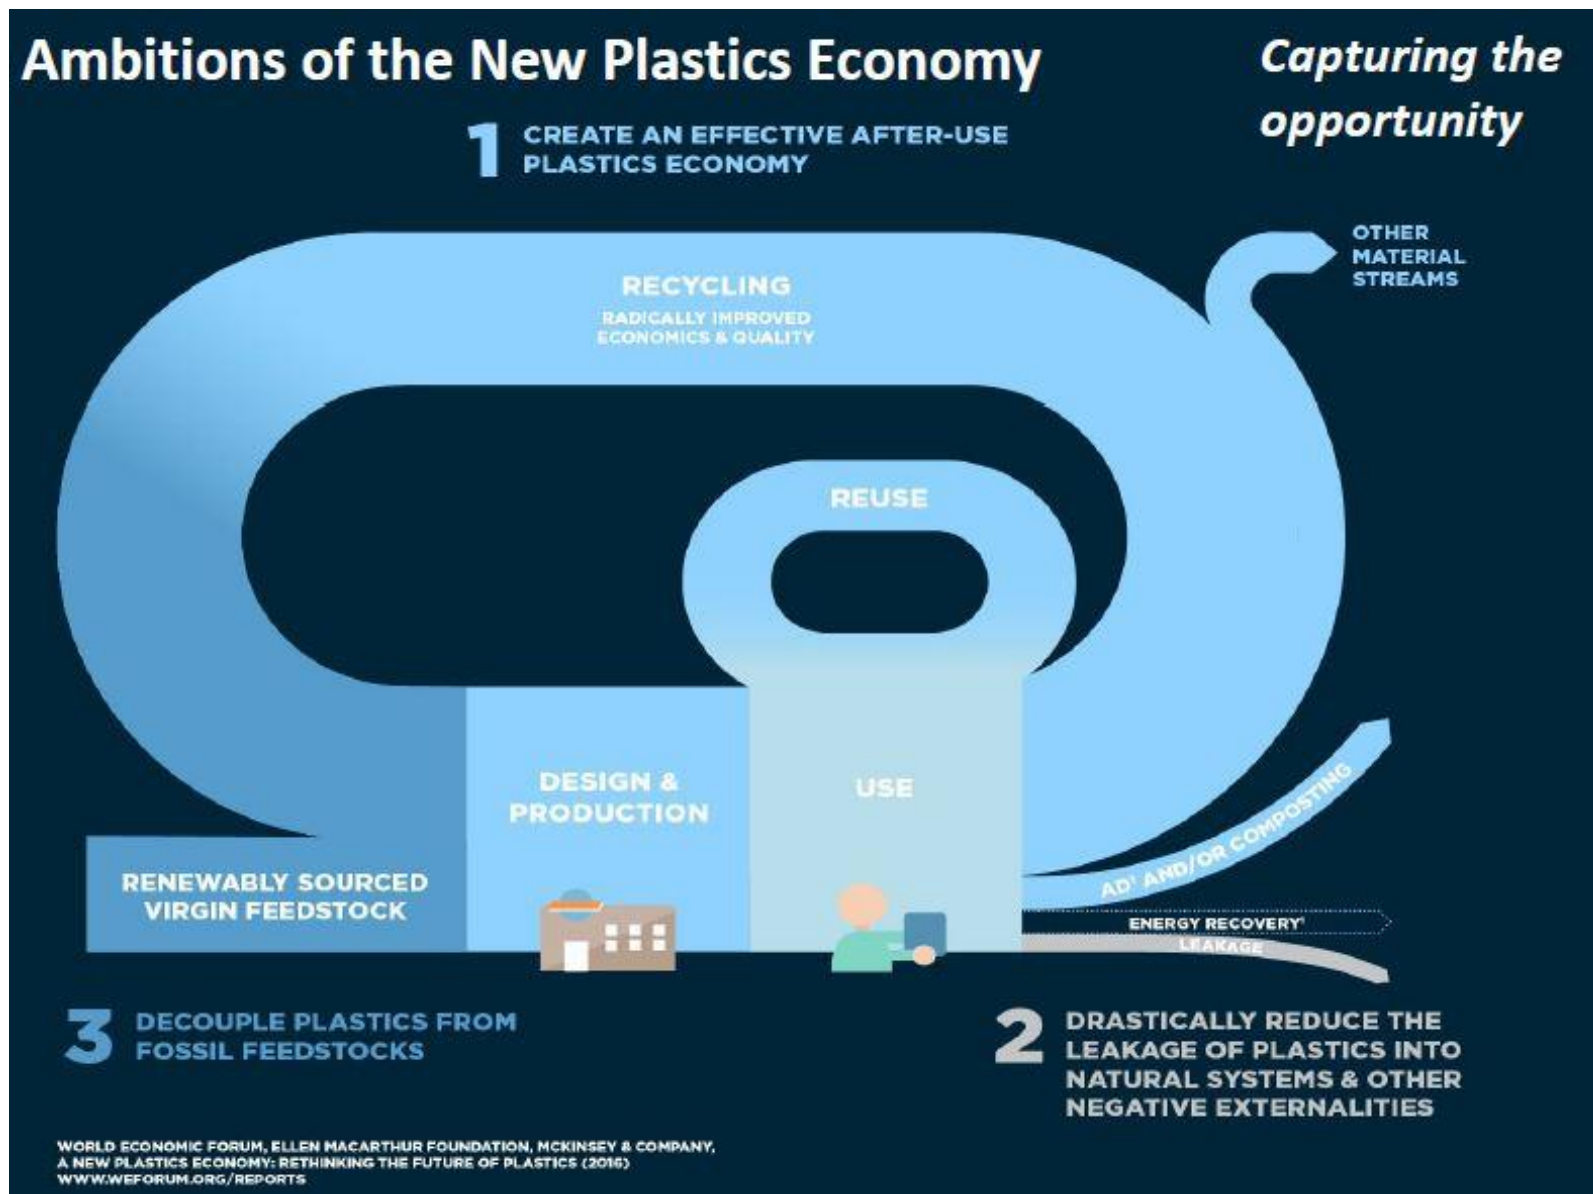 Ambitions of the New Plastics Economy
Capturing the
opportunity
1 CREATE AN EFFECTIVE AFTER-USE
PLASTICS ECONOMY
OTHER
MATERIAL
STREAMS
RECYCLING
RADICALLY IMPROVED
ECONOMICS & QUALITY
REUSE
DESIGN &
PRODUCTION
USE
RENEWABLY SOURCED
VIRGIN FEEDSTOCK
AD¹ AND/OR COMPOSTING
ENERGY RECOVERY¹
LEAKAGE
3 DECOUPLE PLASTICS FROM
FOSSIL FEEDSTOCKS
2 DRASTICALLY REDUCE THE
LEAKAGE OF PLASTICS INTO
NATURAL SYSTEMS & OTHER
NEGATIVE EXTERNALITIES
WORLD ECONOMIC FORUM, ELLEN MACARTHUR FOUNDATION, MCKINSEY & COMPANY,
A NEW PLASTICS ECONOMY: RETHINKING THE FUTURE OF PLASTICS (2016)
WWW.WEFORUM.ORG/REPORTS